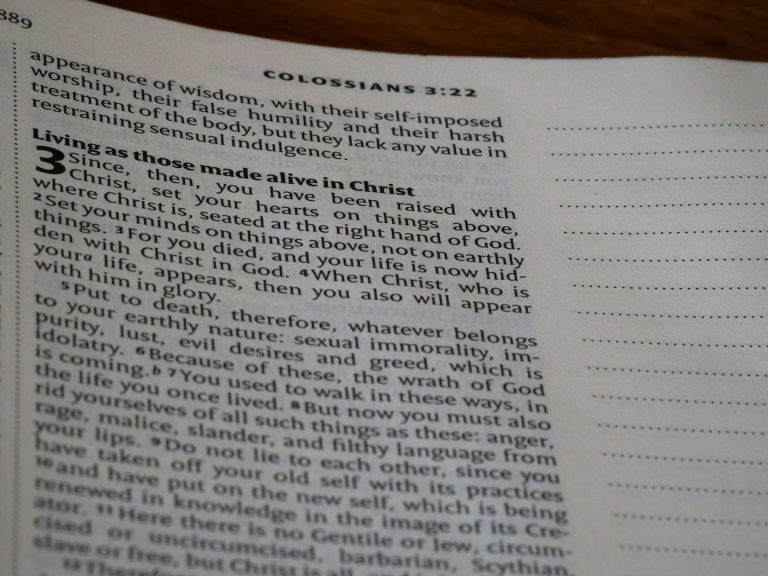 889
COLOSSIANS 3:22
appearance of wisdom, with their self-imposed
worship, their false humility and their harsh
treatment of the body, but they lack any value in
restraining sensual indulgence.
Living as those made alive in Christ
3 Since, then, you have been raised with
Christ, set your hearts on things above,
where Christ is, seated at the right hand of God.
2 Set your minds on things above, not on earthly
things. 3 For you died, and your life is now hid-
den with Christ in God. 4 When Christ, who is
your a life, appears, then you also will appear
with him in glory.
5 Put to death, therefore, whatever belongs
to your earthly nature: sexual immorality, im-
purity, lust, evil desires and greed, which is
idolatry. 6 Because of these, the wrath of God
is coming. b 7 You used to walk in these ways, in
the life you once lived. 8 But now you must also
rid yourselves of all such things as these: anger,
rage, malice, slander, and filthy language from
your lips. 9 Do not lie to each other, since you
have taken off your old self with its practices
10 and have put on the new self, which is being
renewed in knowledge in the image of its Cre-
ator. 11 Here there is no Gentile or Jew, circum-
cised or uncircumcised, barbarian, Scythian,
slave or free, but Christ is all, and
12 Therefore